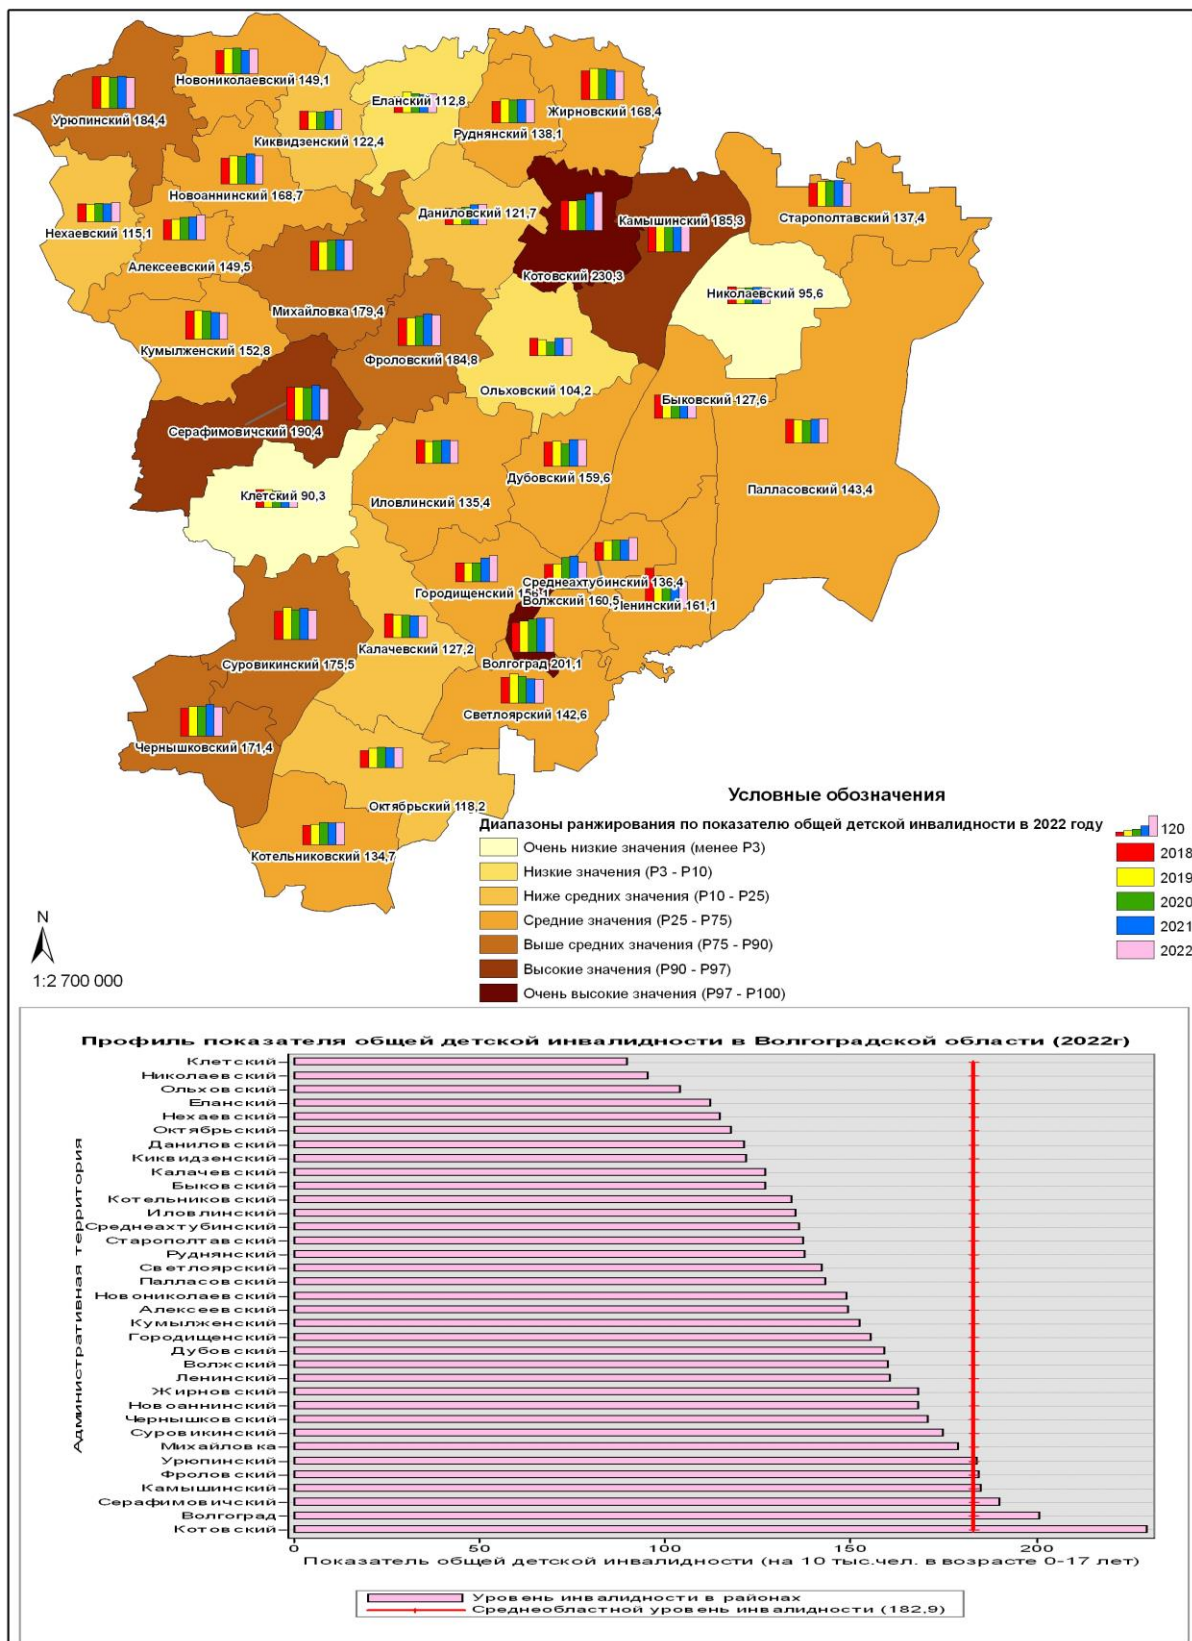 Новониколаевский 149,1
Урюпинский 184,4
Еланский 112,8
Киквидзенский 122,4
Руднянский 138,1
Жирновский 168,4
Новоаннинский 168,7
Нехаевский 115,1
Алексеевский 149,5
Даниловский 121,7
Камышинский 185,3
Старополтавский 137,4
Котовский 230,3
Николаевский 95,6
Михайловка 179,4
Кумылженский 152,8
Фроловский 184,8
Ольховский 104,2
Быковский 127,6
Серафимовичский 190,4
Клетский 90,3
Иловлинский 135,4
Дубовский 159,6
Палласовский 143,4
Городищенский
Среднеахтубинский 136,4
Волжский 160,5
Ленинский 161,1
Калачевский 127,2
Суровикинский 175,5
Волгоград 201,1
Светлоярский 142,6
Чернышковский 171,4
Октябрьский 118,2
Котельниковский 134,7
Условные обозначения
Диапазоны ранжирования по показателю общей детской инвалидности в 2022 году
Очень низкие значения (менее P3)
Низкие значения (P3 - P10)
Ниже средних значения (P10 - P25)
Средние значения (P25 - P75)
Выше средних значения (P75 - P90)
Высокие значения (P90 - P97)
Очень высокие значения (P97 - P100)
120
2018
2019
2020
2021
2022
N
1:2 700 000
Профиль показателя общей детской инвалидности в Волгоградской области (2022г)
Административная территория
Клетский
Николаевский
Ольховский
Еланский
Нехаевский
Октябрьский
Даниловский
Киквидзенский
Калачевский
Быковский
Котельниковский
Иловлинский
Среднеахтубинский
Старополтавский
Руднянский
Светлоярский
Палласовский
Новониколаевский
Алексеевский
Кумылженский
Городищенский
Дубовский
Волжский
Ленинский
Жирновский
Новоаннинский
Чернышковский
Суровикинский
Михайловка
Урюпинский
Фроловский
Камышинский
Серафимовичский
Волгоград
Котовский
0 50 100 150 200
Показатель общей детской инвалидности (на 10 тыс.чел. в возрасте 0-17 лет)
Уровень инвалидности в районах
Среднеобластной уровень инвалидности (182,9)